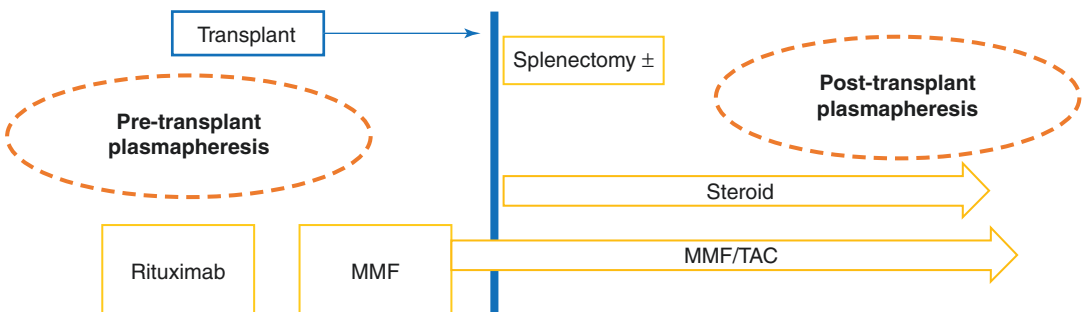 Transplant
Splenectomy ±
Pre-transplant
plasmapheresis
Post-transplant
plasmapheresis
Steroid
Rituximab
MMF
MMF/TAC